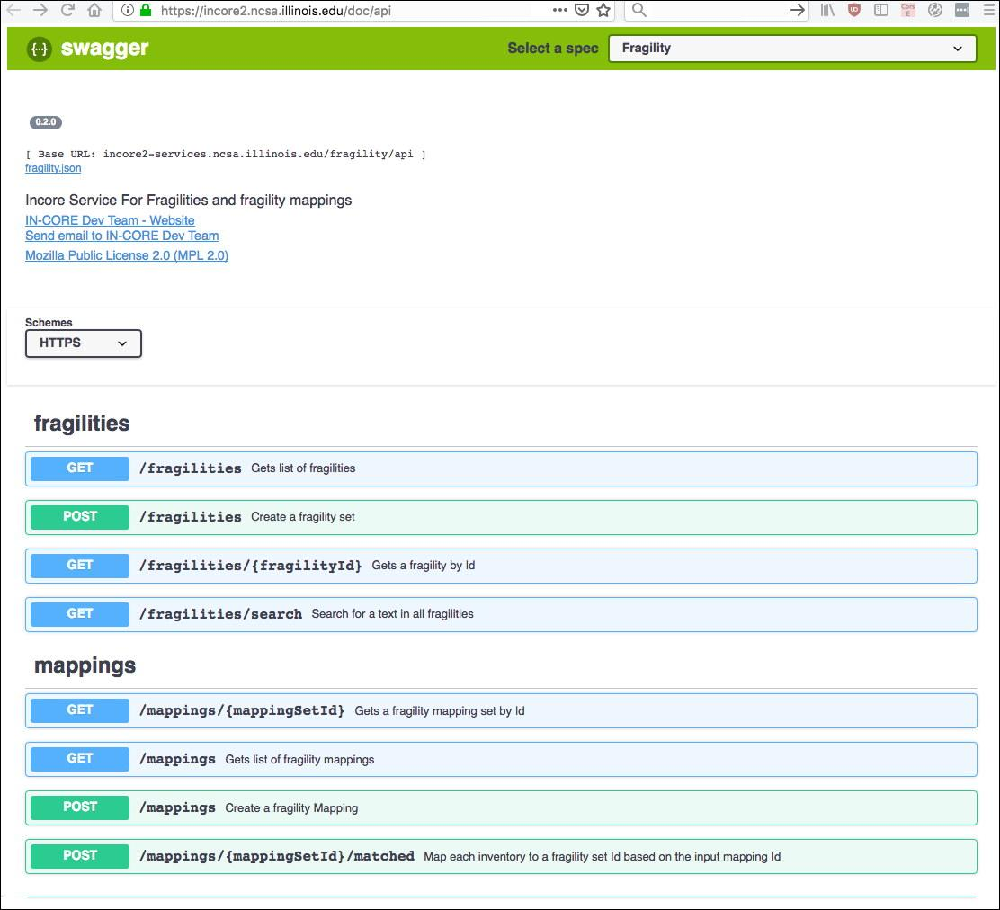 https://incore2.ncsa.illinois.edu/doc/api
{...} swagger
Select a spec
Fragility
0.2.0
[ Base URL: incore2-services.ncsa.illinois.edu/fragility/api ]
fragility.json
Incore Service For Fragilities and fragility mappings
IN-CORE Dev Team - Website
Send email to IN-CORE Dev Team
Mozilla Public License 2.0 (MPL 2.0)
Schemes
HTTPS
fragilities
GET /fragilities Gets list of fragilities
POST /fragilities Create a fragility set
GET /fragilities/{fragilityId} Gets a fragility by Id
GET /fragilities/search Search for a text in all fragilities
mappings
GET /mappings/{mappingSetId} Gets a fragility mapping set by Id
GET /mappings Gets list of fragility mappings
POST /mappings Create a fragility Mapping
POST /mappings/{mappingSetId}/matched Map each inventory to a fragility set Id based on the input mapping Id